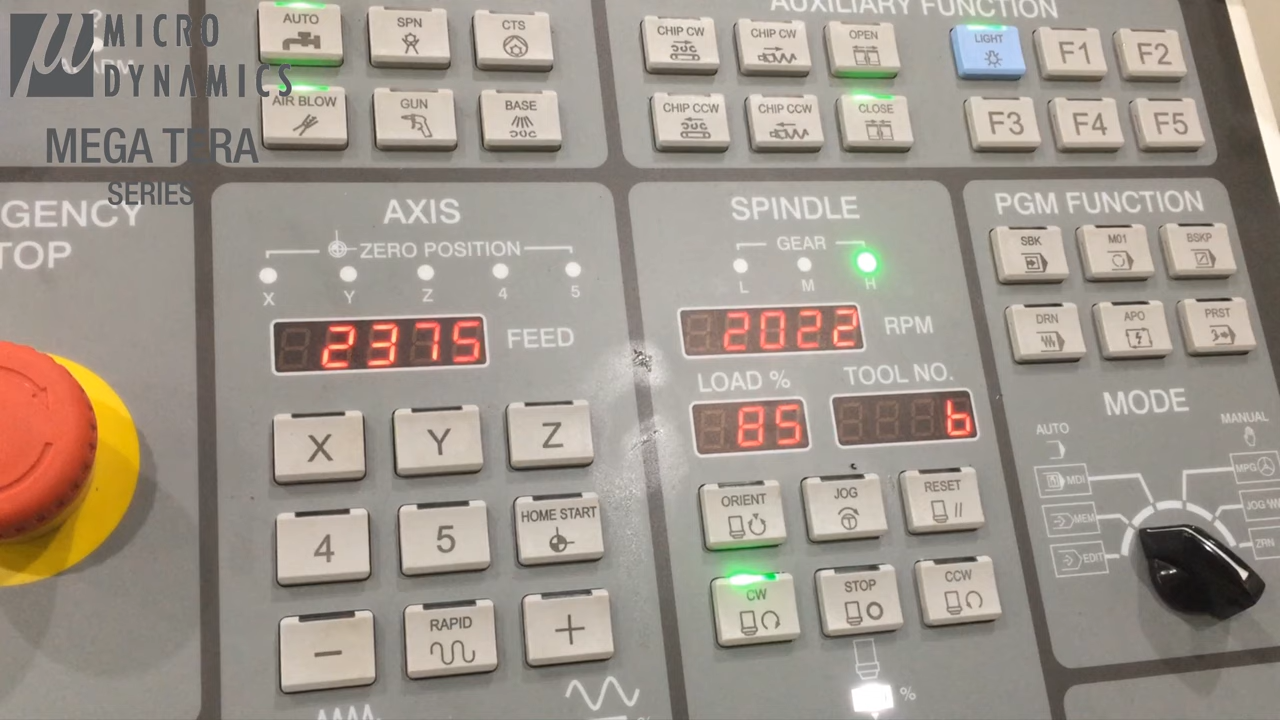 MICRO
DYNAMICS
MEGA TERA
SERIES
AUTO
SPN
CTS
AIR BLOW
GUN
BASE
AUXILIARY FUNCTION
CHIP CW
CHIP CW
OPEN
LIGHT
F1
F2
CHIP CCW
CHIP CCW
CLOSE
F3
F4
F5
GENCY
TOP
AXIS
ZERO POSITION
X Y Z 4 5
2375 FEED
X
Y
Z
4
5
HOME START
−
RAPID
+
%
SPINDLE
GEAR
L M H
2022 RPM
LOAD % TOOL NO.
85 b
ORIENT
JOG
RESET
CW
STOP
CCW
%
PGM FUNCTION
SBK
M01
BSKP
DRN
APO
PRST
MODE
AUTO
MANUAL
MDI
MEM
EDIT
MPG
JOG
ZRN